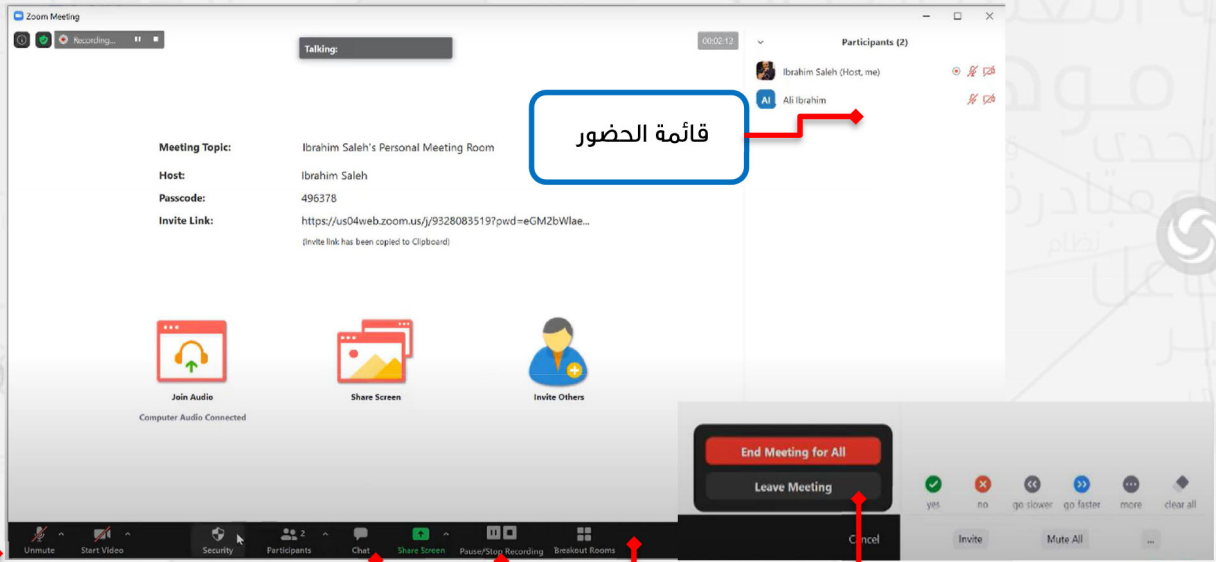 Zoom Meeting
Recording...
Talking:
00:02:12
Participants (2)
Ibrahim Saleh (Host, me)
AI Ali Ibrahim
قائمة الحضور
Meeting Topic: Ibrahim Saleh's Personal Meeting Room
Host: Ibrahim Saleh
Passcode: 496378
Invite Link: https://us04web.zoom.us/j/9328083519?pwd=eGM2bWlae...
(Invite link has been copied to Clipboard)
Join Audio
Share Screen
Invite Others
Computer Audio Connected
End Meeting for All
Leave Meeting
Cancel
yes no go slower go faster more clear all
Invite Mute All ...
Unmute Start Video Security Participants 2 Chat Share Screen Pause/Stop Recording Breakout Rooms